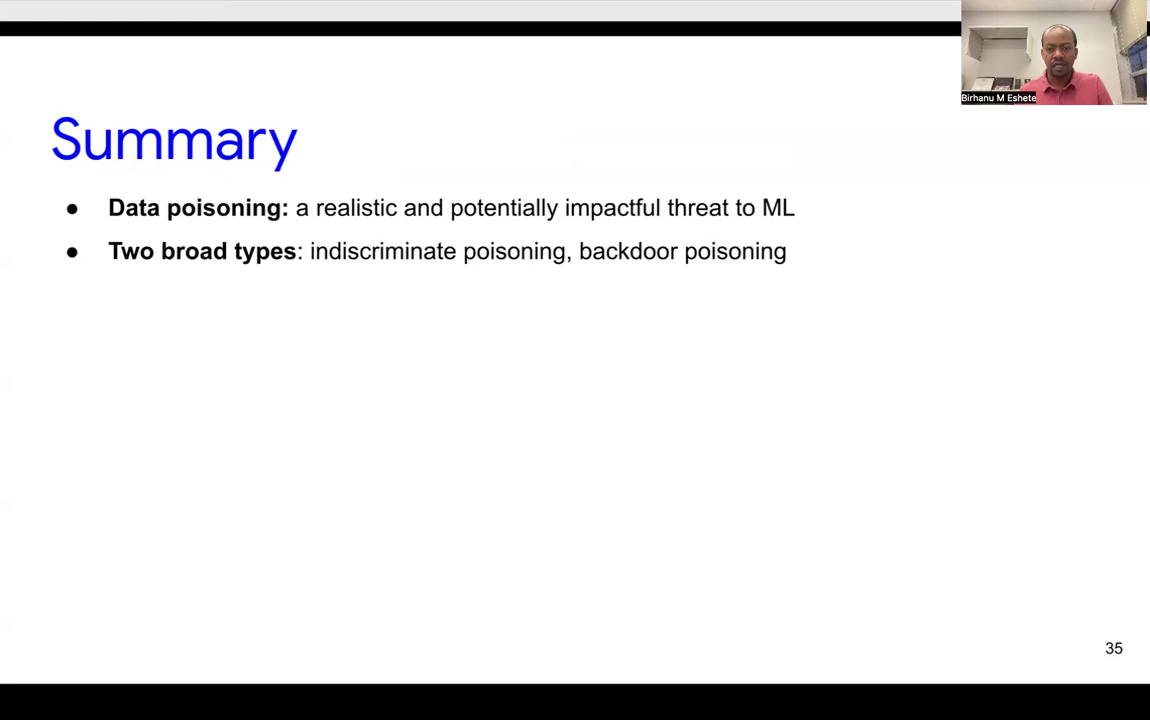 Birhanu M Eshete
Summary
● Data poisoning: a realistic and potentially impactful threat to ML
● Two broad types: indiscriminate poisoning, backdoor poisoning
35